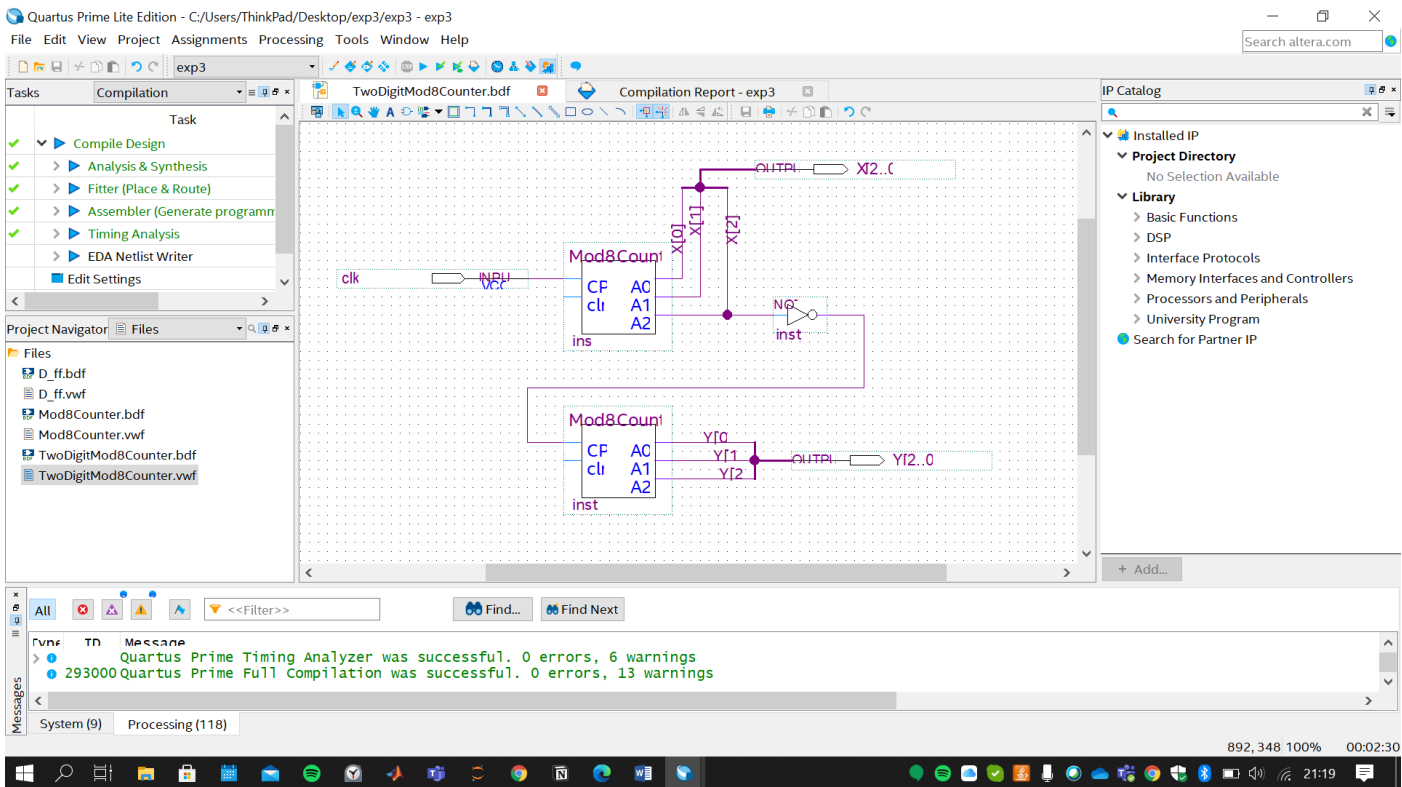 Quartus Prime Lite Edition - C:/Users/ThinkPad/Desktop/exp3/exp3 - exp3
File Edit View Project Assignments Processing Tools Window Help
Search altera.com
exp3
Tasks
Compilation
TwoDigitMod8Counter.bdf
Compilation Report - exp3
IP Catalog
Task
Compile Design
Analysis & Synthesis
Fitter (Place & Route)
Assembler (Generate programm
Timing Analysis
EDA Netlist Writer
Edit Settings
Project Navigator
Files
Files
D_ff.bdf
D_ff.vwf
Mod8Counter.bdf
Mod8Counter.vwf
TwoDigitMod8Counter.bdf
TwoDigitMod8Counter.vwf
OUTPU
X[2..0
X[0]
X[1]
X[2]
Mod8Count
clk
INPU
VCC
CP A0
clr A1
A2
ins
NOT
inst
Mod8Count
CP A0
clr A1
A2
inst
Y[0
Y[1
Y[2
OUTPU
Y[2..0
Installed IP
Project Directory
No Selection Available
Library
Basic Functions
DSP
Interface Protocols
Memory Interfaces and Controllers
Processors and Peripherals
University Program
Search for Partner IP
+ Add...
All
<<Filter>>
Find...
Find Next
Type ID Message
Quartus Prime Timing Analyzer was successful. 0 errors, 6 warnings
293000 Quartus Prime Full Compilation was successful. 0 errors, 13 warnings
Messages
System (9)
Processing (118)
892, 348 100% 00:02:30
21:19